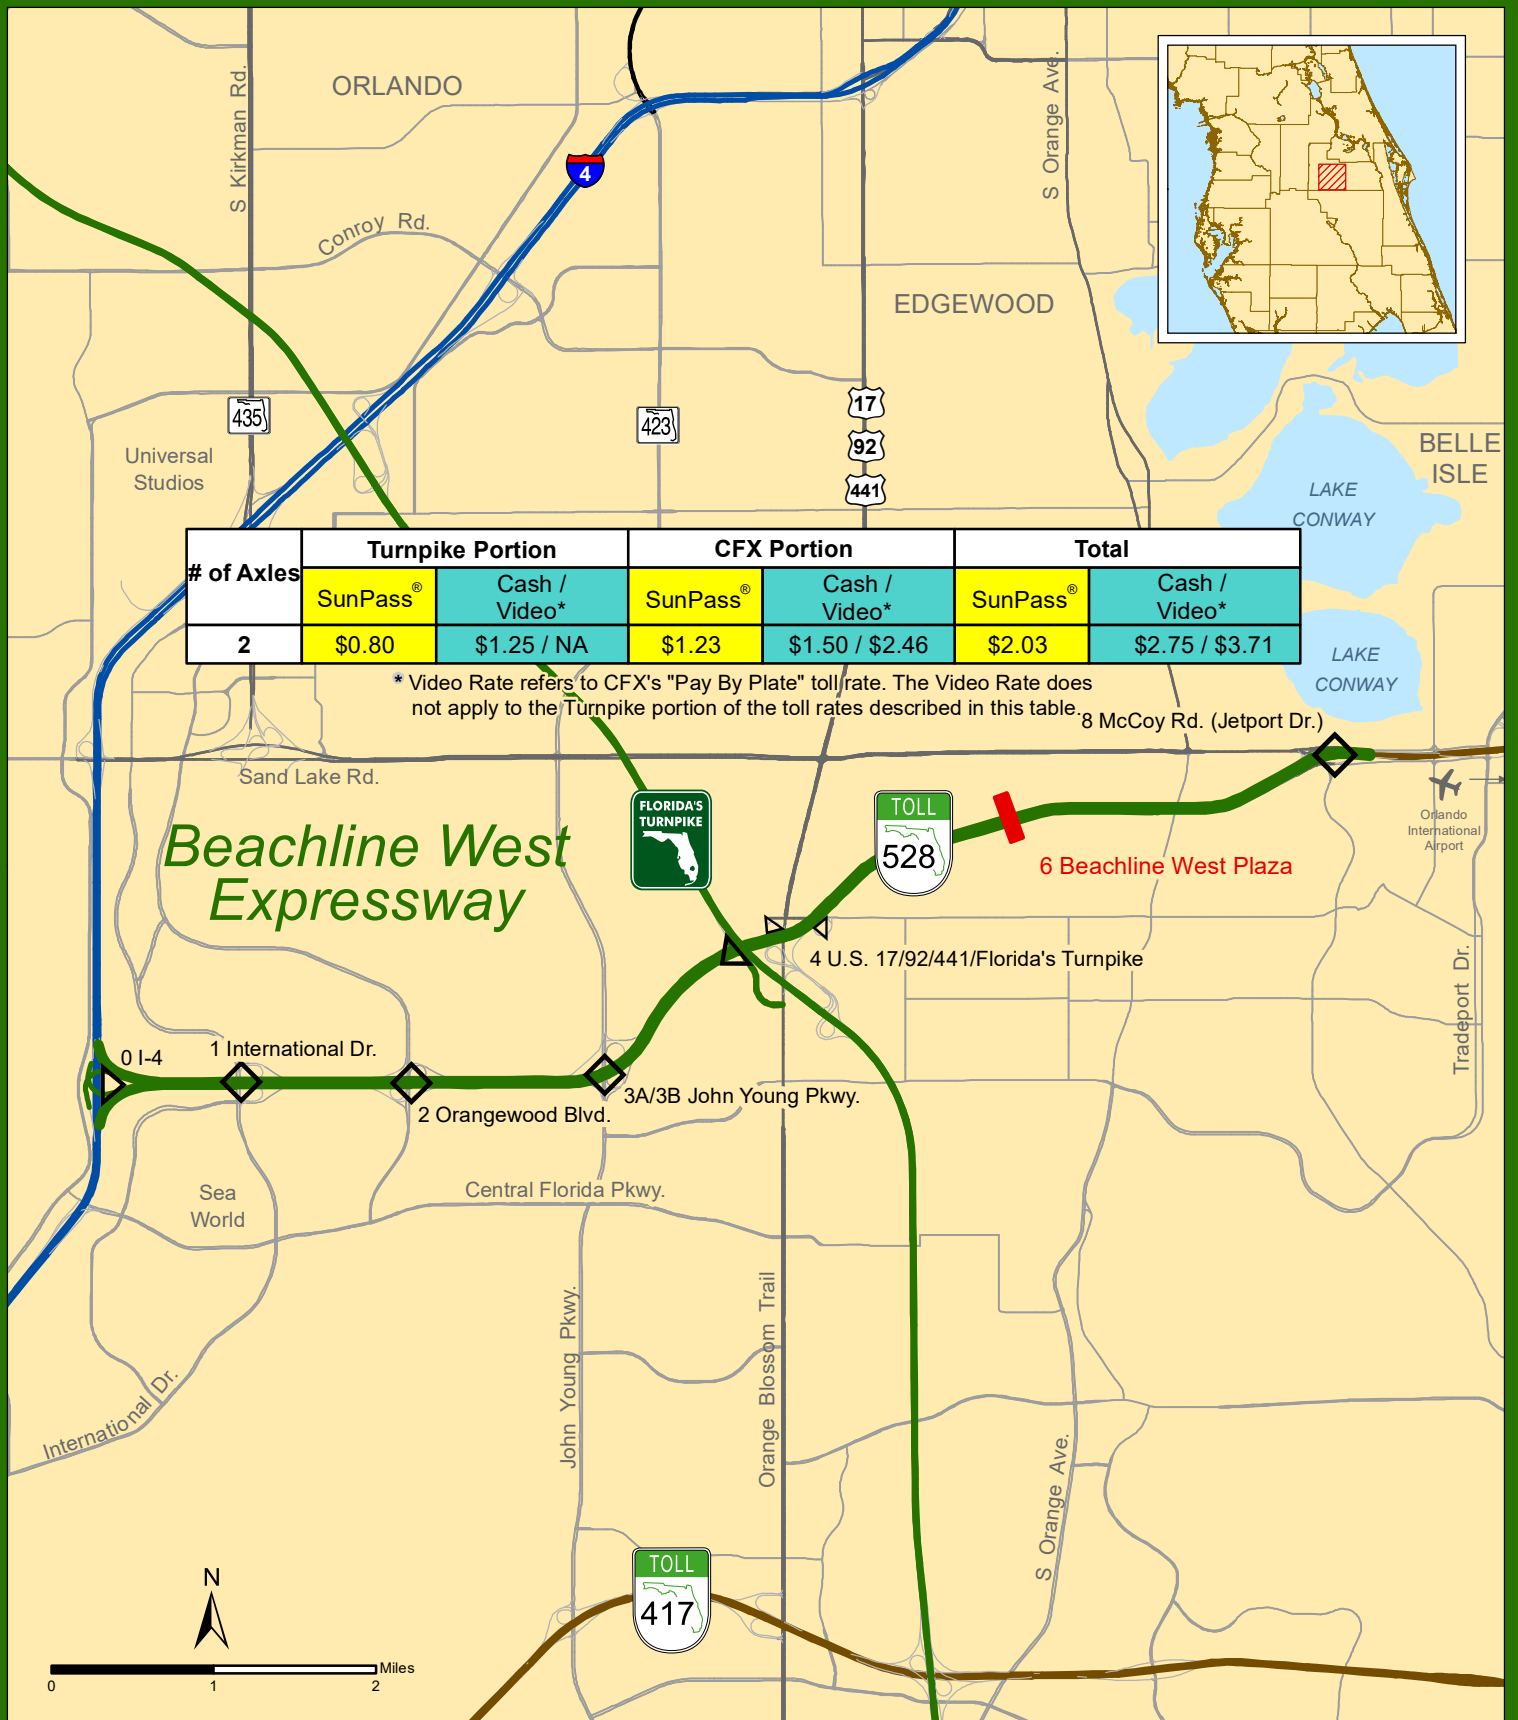 ORLANDO
S Kirkman Rd.
S Orange Ave.
4
Conroy Rd.
EDGEWOOD
435
423
17
92
441
Universal
Studios
BELLE
ISLE
LAKE
CONWAY
# of Axles
Turnpike Portion
CFX Portion
Total
SunPass®
Cash /
Video*
SunPass®
Cash /
Video*
SunPass®
Cash /
Video*
2
$0.80
$1.25 / NA
$1.23
$1.50 / $2.46
$2.03
$2.75 / $3.71
LAKE
CONWAY
* Video Rate refers to CFX's "Pay By Plate" toll rate. The Video Rate does
not apply to the Turnpike portion of the toll rates described in this table.
8 McCoy Rd. (Jetport Dr.)
Sand Lake Rd.
FLORIDA'S
TURNPIKE
TOLL
528
Orlando
International
Airport
Beachline West
Expressway
6 Beachline West Plaza
4 U.S. 17/92/441/Florida's Turnpike
Tradeport Dr.
0 I-4
1 International Dr.
2 Orangewood Blvd.
3A/3B John Young Pkwy.
Sea
World
Central Florida Pkwy.
International Dr.
John Young Pkwy.
Orange Blossom Trail
S Orange Ave.
TOLL
417
N
Miles
0
1
2